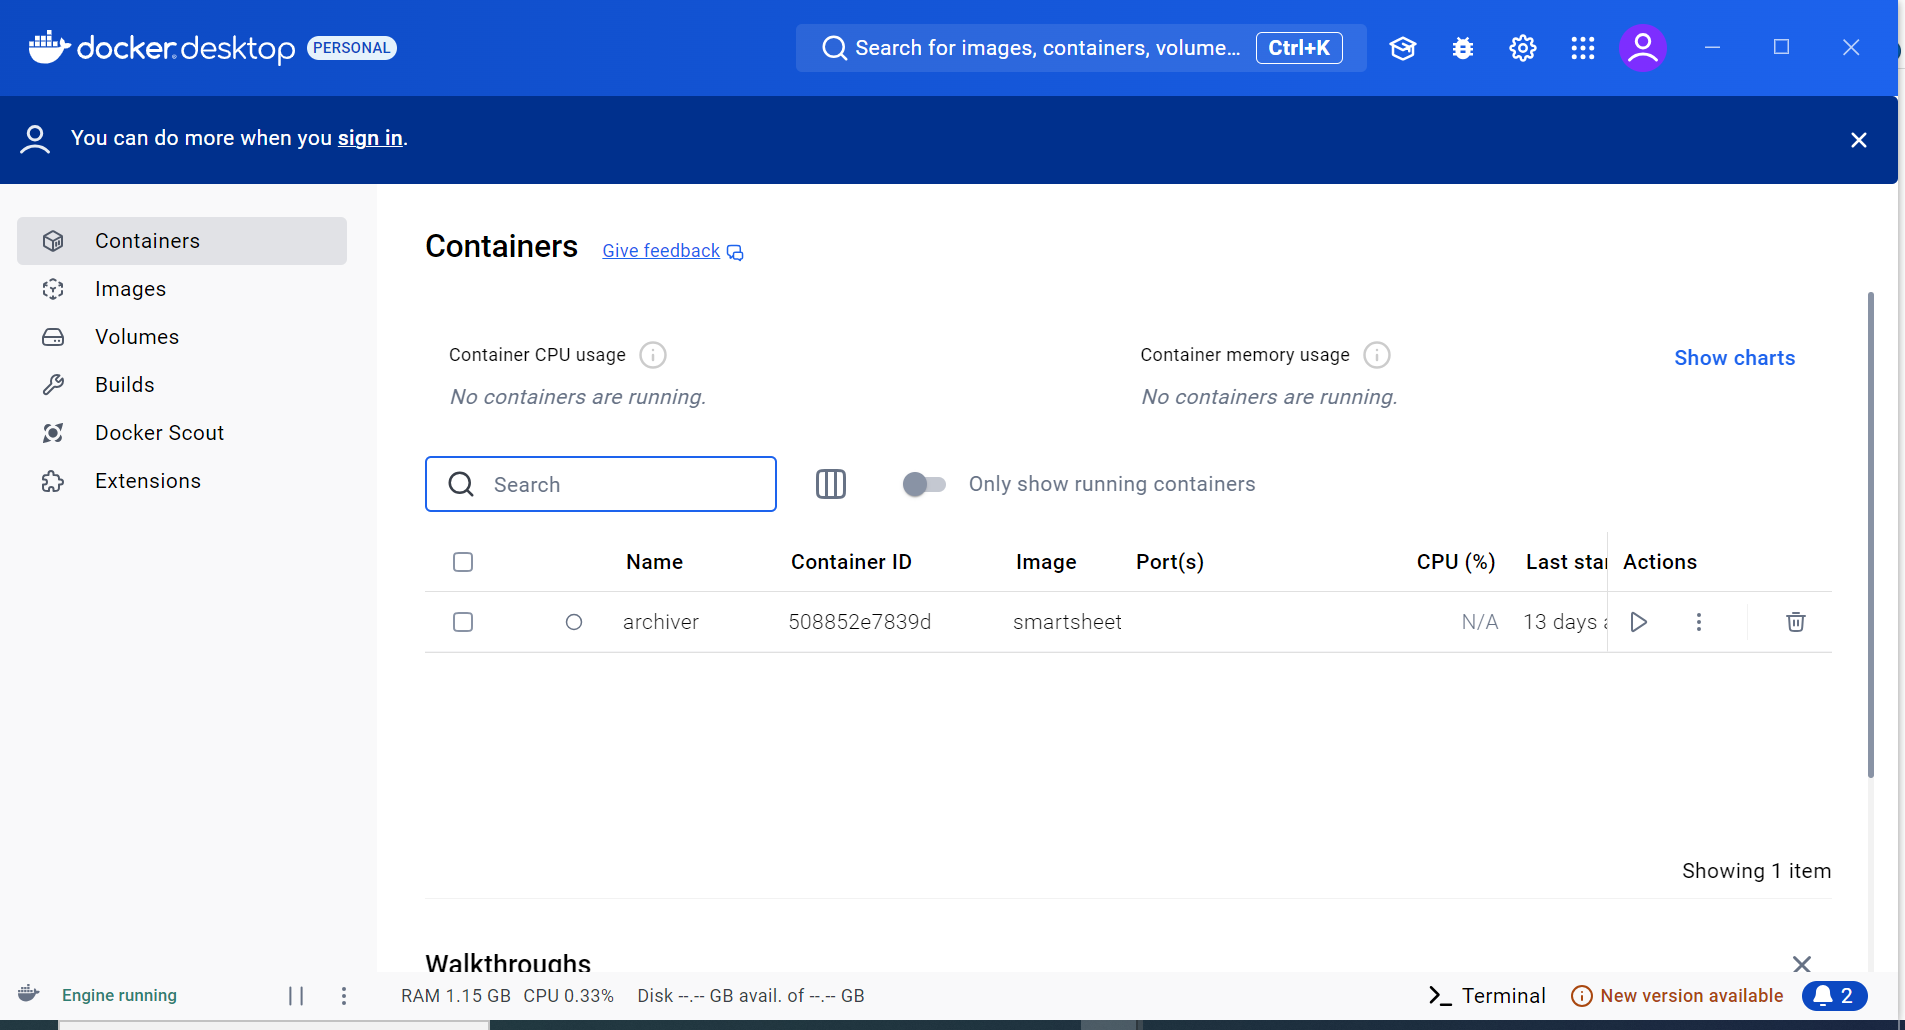 docker desktop PERSONAL
Search for images, containers, volume... Ctrl+K
You can do more when you sign in.
Containers
Images
Volumes
Builds
Docker Scout
Extensions
Containers Give feedback
Container CPU usage
No containers are running.
Container memory usage
No containers are running.
Show charts
Search
Only show running containers
Name Container ID Image Port(s) CPU (%) Last star Actions
archiver 508852e7839d smartsheet N/A 13 days a
Showing 1 item
Walkthroughs
Engine running
RAM 1.15 GB CPU 0.33% Disk --.-- GB avail. of --.-- GB
Terminal
New version available
2